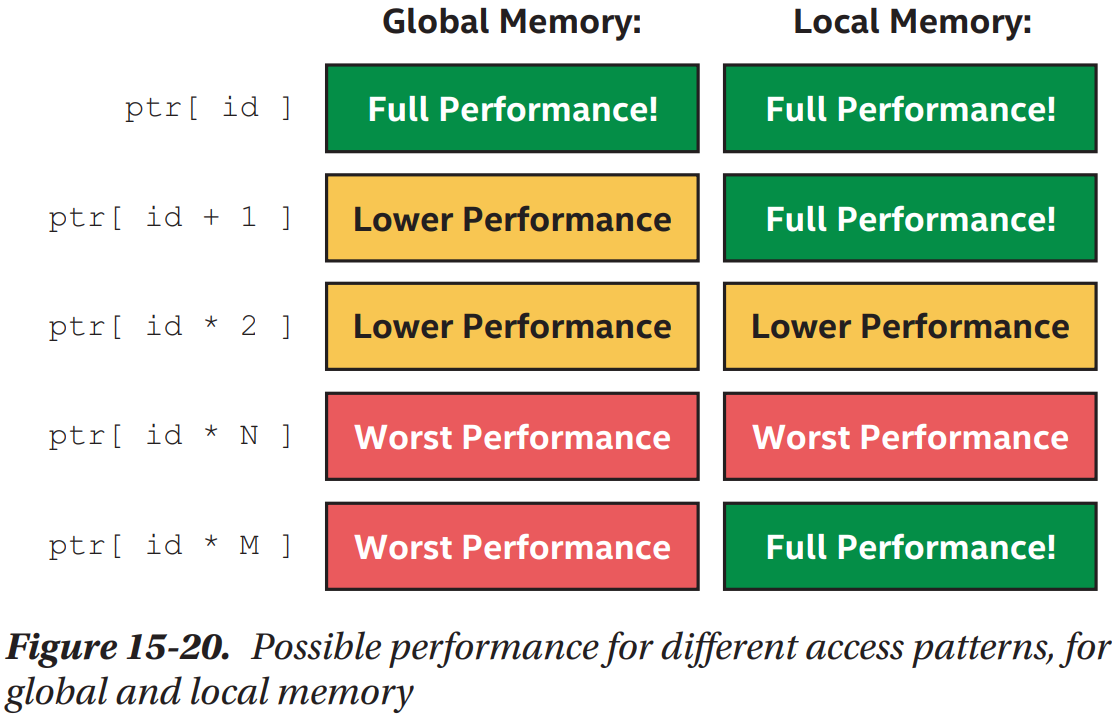 Global Memory: Local Memory:
ptr[ id ] Full Performance! Full Performance!
ptr[ id + 1 ] Lower Performance Full Performance!
ptr[ id * 2 ] Lower Performance Lower Performance
ptr[ id * N ] Worst Performance Worst Performance
ptr[ id * M ] Worst Performance Full Performance!
Figure 15-20. Possible performance for different access patterns, for
global and local memory